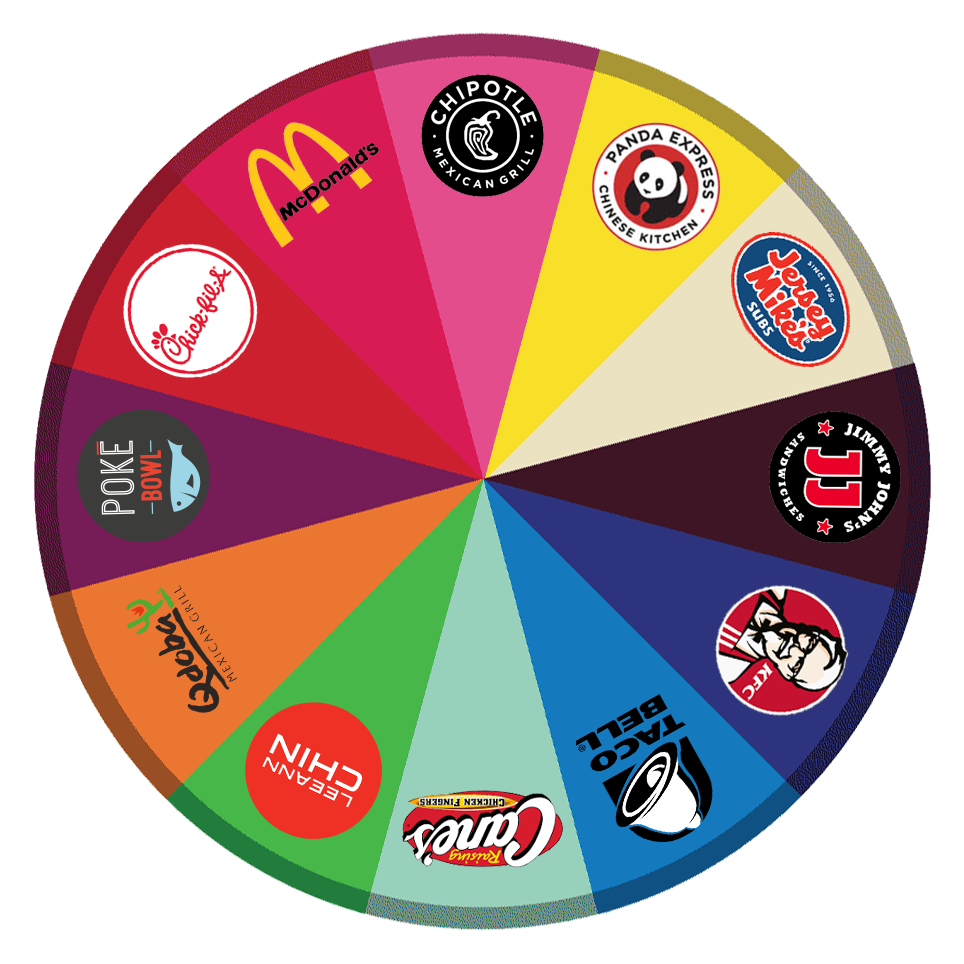 CHIPOTLE
MEXICAN GRILL
PANDA EXPRESS
CHINESE KITCHEN
Jersey
Mike's
SUBS
SINCE 1956
JIMMY JOHN'S
JJ
SANDWICHES
KFC
TACO
BELL®
Raising
Cane's
CHICKEN FINGERS
LEEANN
CHIN
Qdoba
MEXICAN GRILL
POKE
BOWL
Chick-fil-A
McDonald's